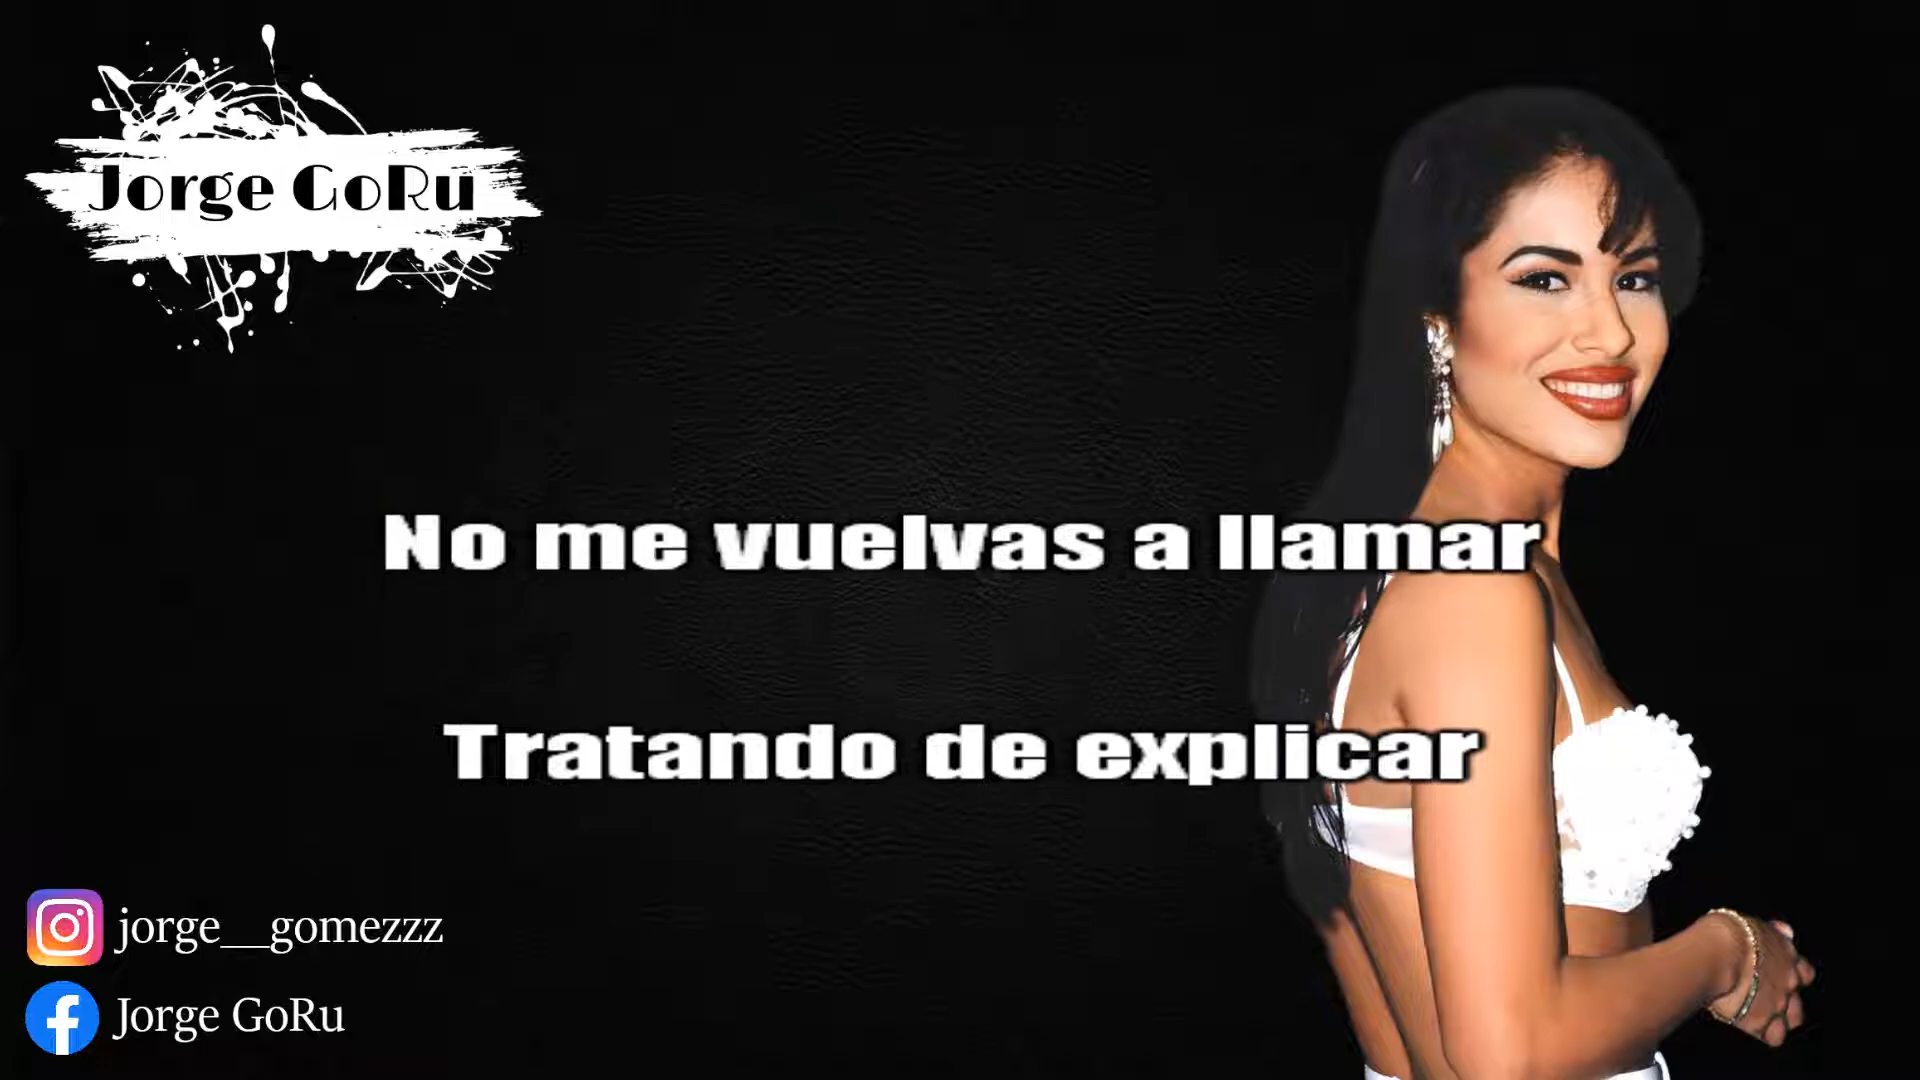 Jorge GoRu
No me vuelvas a llamar
Tratando de explicar
jorge__gomezzz
Jorge GoRu